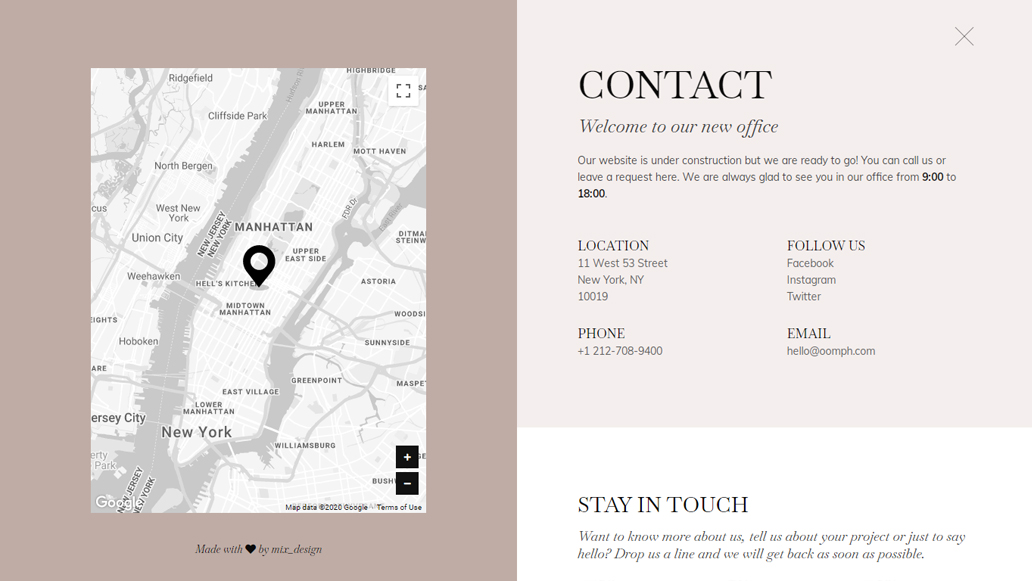 HIGHBRIDGE
Ridgefield
UPPER
MANHATTAN
Cliffside Park
HARLEM
MOTT HAVEN
North Bergen
West New
York
FDR Dr
NEW JERSEY
NEW YORK
MANHATTAN
Union City
UPPER
EAST SIDE
Weehawken
HELL'S KITCHEN
ASTORIA
MIDTOWN
MANHATTAN
Hoboken
SUNNYSIDE
GREENPOINT
EAST VILLAGE
LOWER
MANHATTAN
ersey City
New York
WILLIAMSBURG
+
−
NEW JERSEY
NEW YORK
Google
Map data ©2020 Google
Terms of Use
Made with ♥ by mix_design
CONTACT
Welcome to our new office
Our website is under construction but we are ready to go! You can call us or
leave a request here. We are always glad to see you in our office from 9:00 to
18:00.
LOCATION
11 West 53 Street
New York, NY
10019
FOLLOW US
Facebook
Instagram
Twitter
PHONE
+1 212-708-9400
EMAIL
hello@oomph.com
STAY IN TOUCH
Want to know more about us, tell us about your project or just to say
hello? Drop us a line and we will get back as soon as possible.